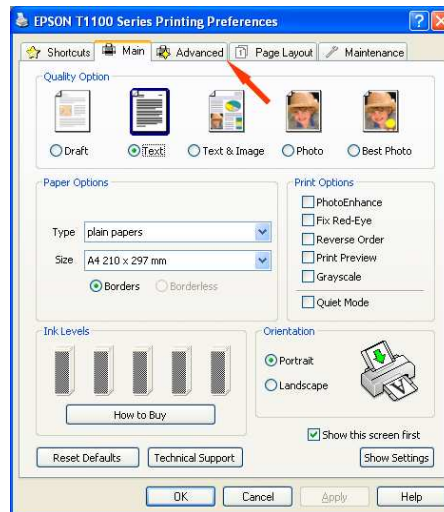 EPSON T1100 Series Printing Preferences
Shortcuts Main Advanced Page Layout Maintenance
Quality Option
Draft Text Text & Image Photo Best Photo
Paper Options
Type plain papers
Size A4 210 x 297 mm
Borders Borderless
Print Options
PhotoEnhance
Fix Red-Eye
Reverse Order
Print Preview
Grayscale
Quiet Mode
Ink Levels
How to Buy
Orientation
Portrait
Landscape
Show this screen first
Reset Defaults Technical Support Show Settings
OK Cancel Apply Help